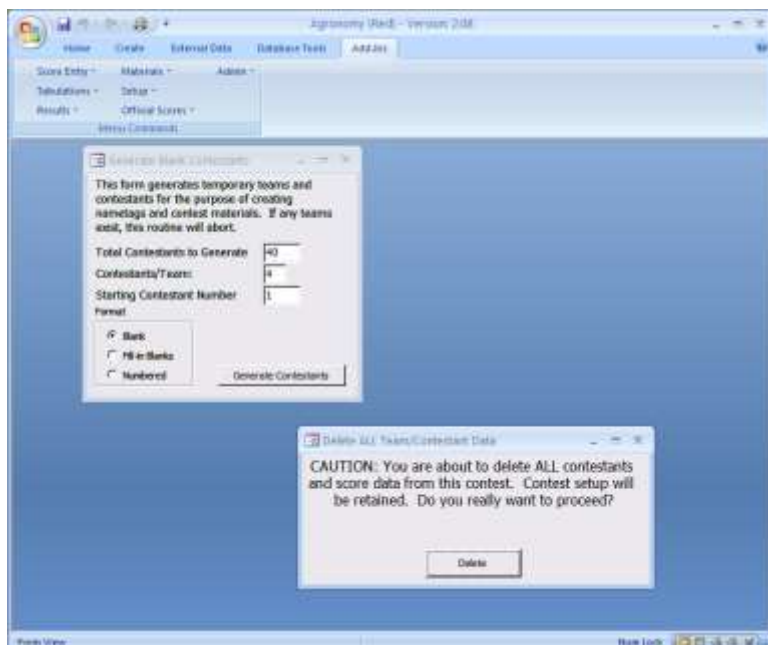 Agronomy (Red) - Version 2.08
Home Create External Data Database Tools Add-Ins
Score Entry Materials Admin
Tabulations Setup
Results Official Scores
Menu Commands
Generate Blank Contestants
This form generates temporary teams and
contestants for the purpose of creating
nametags and contest materials. If any teams
exist, this routine will abort.
Total Contestants to Generate 40
Contestants/Team: 4
Starting Contestant Number 1
Format
Blank
Fill-in Blanks
Numbered
Generate Contestants
Delete ALL Team/Contestant Data
CAUTION: You are about to delete ALL contestants
and score data from this contest. Contest setup will
be retained. Do you really want to proceed?
Delete
Form View
Num Lock